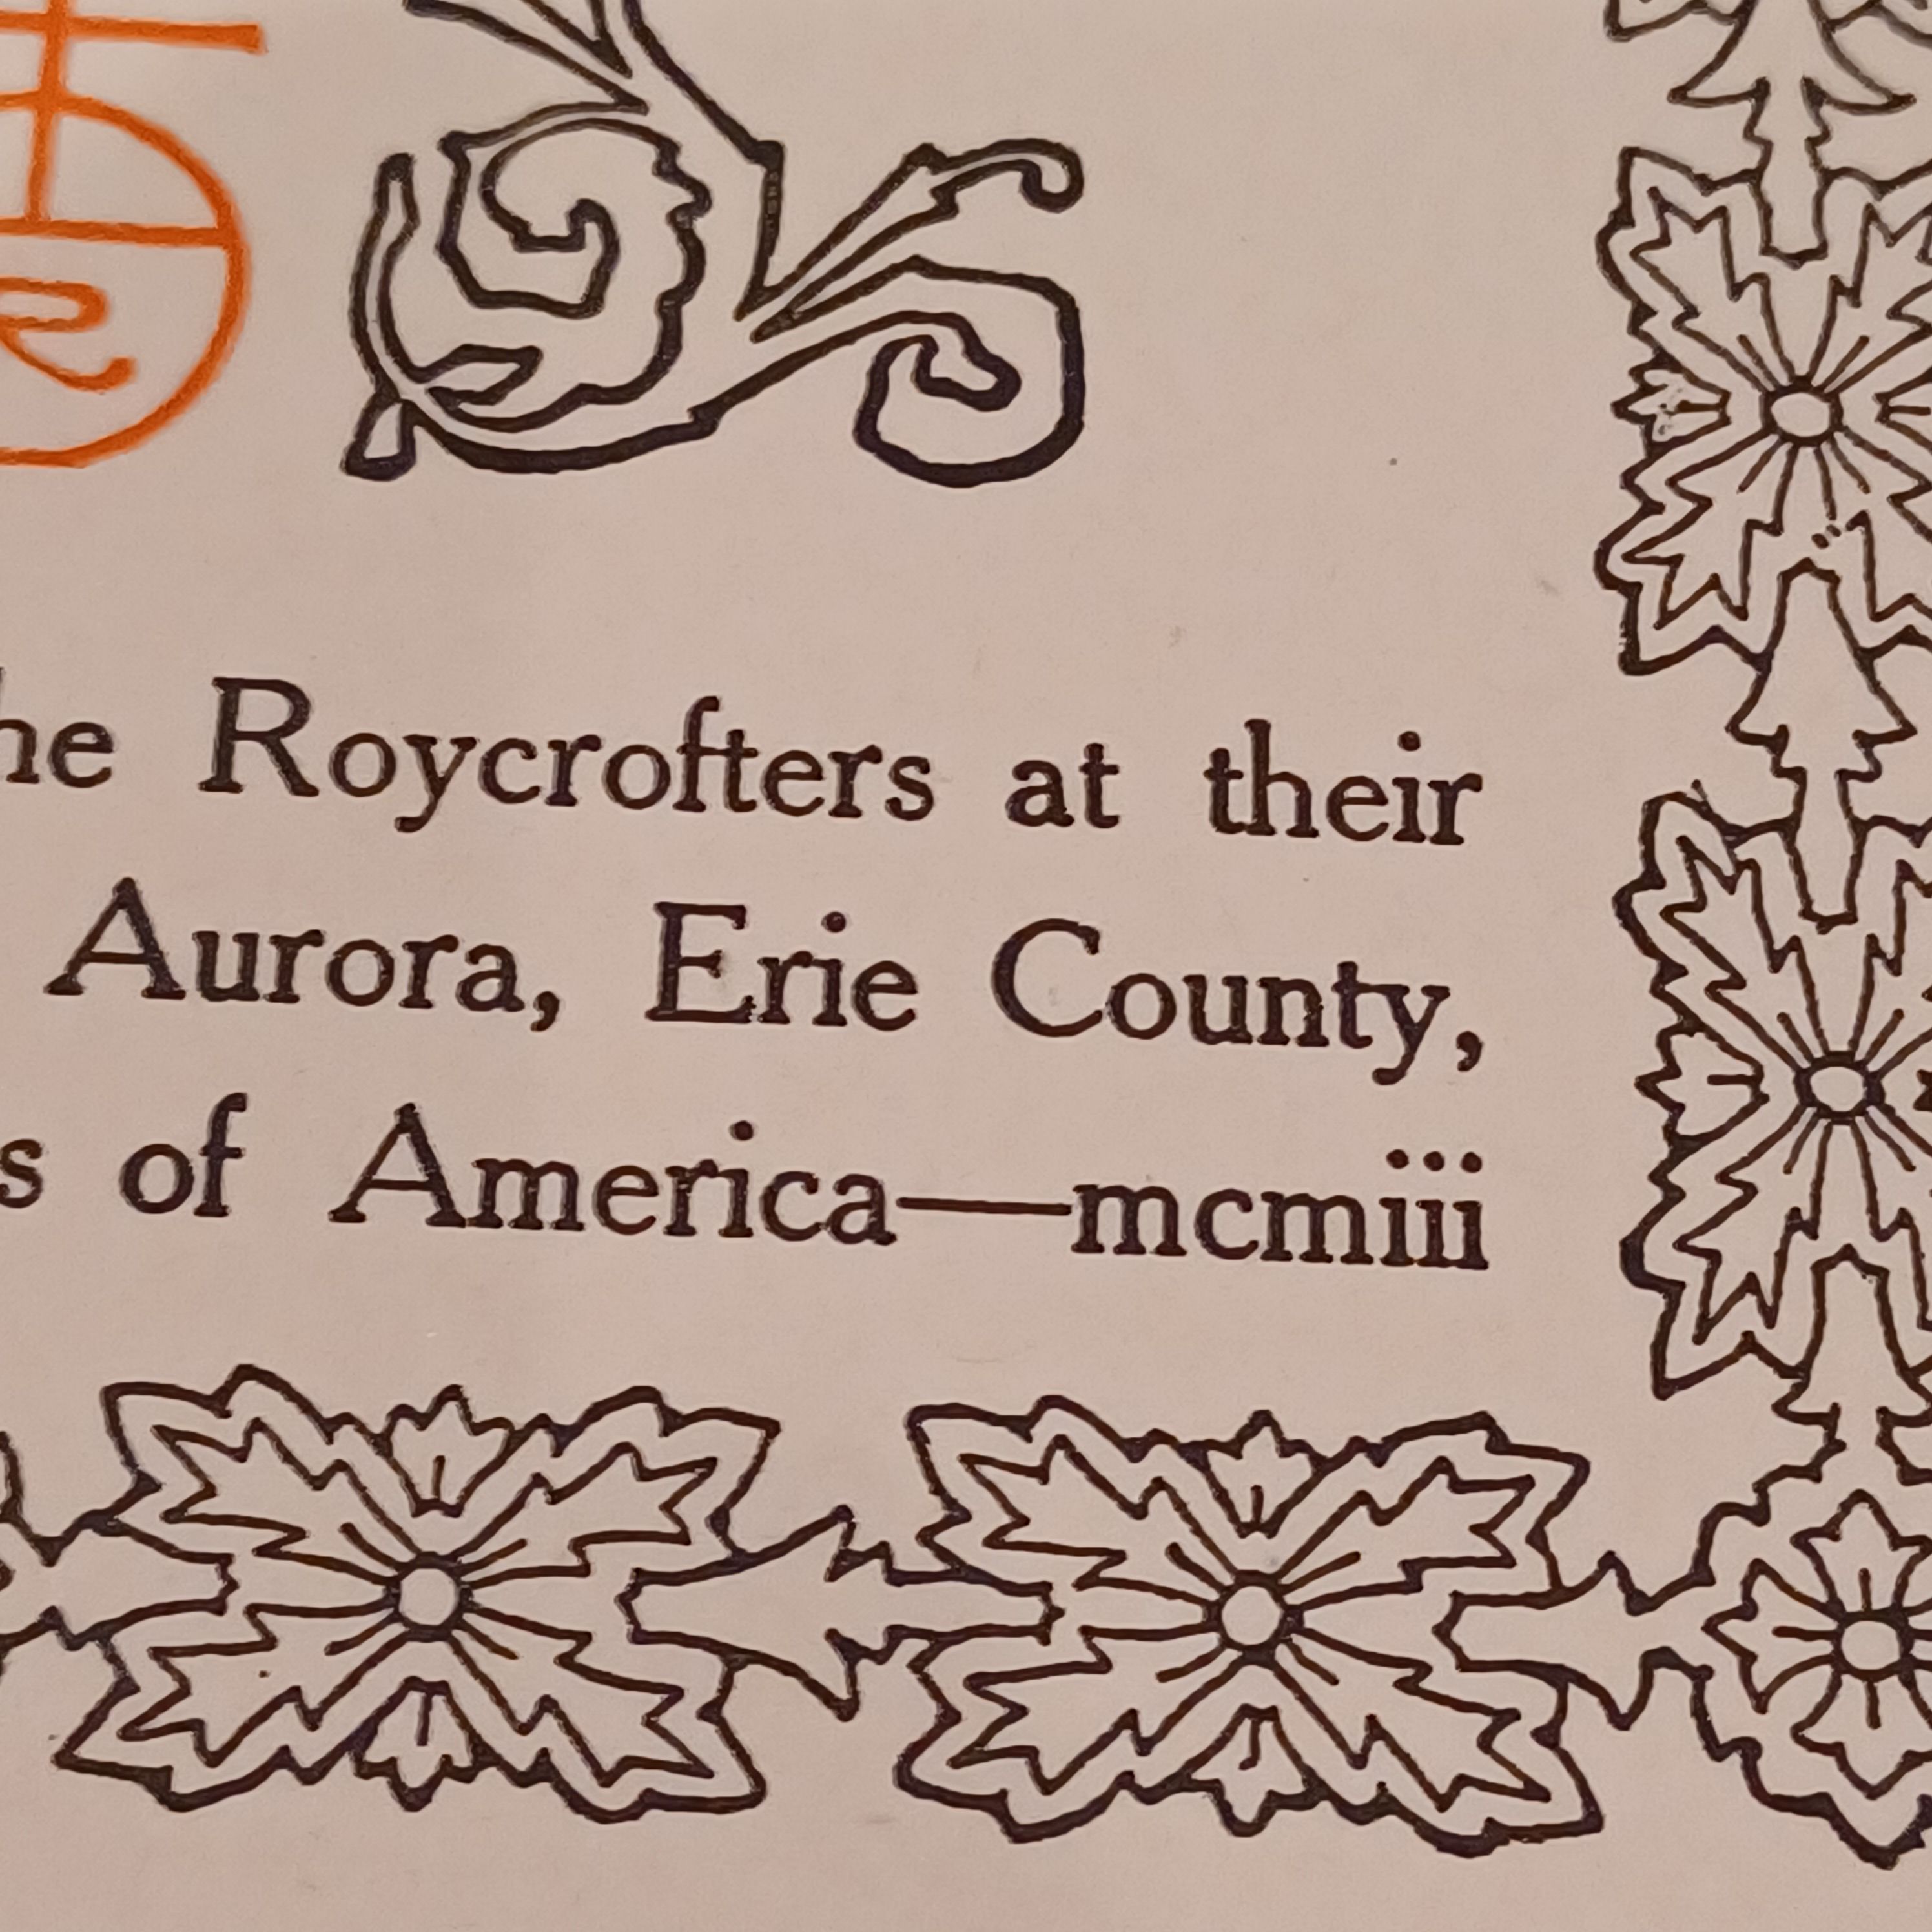 he Roycrofters at their
Aurora, Erie County,
s of America—mcmiii